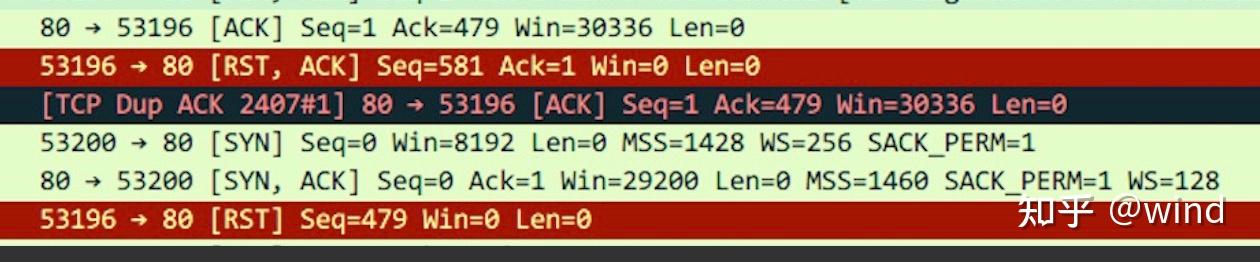 80 → 53196 [ACK] Seq=1 Ack=479 Win=30336 Len=0
53196 → 80 [RST, ACK] Seq=581 Ack=1 Win=0 Len=0
[TCP Dup ACK 2407#1] 80 → 53196 [ACK] Seq=1 Ack=479 Win=30336 Len=0
53200 → 80 [SYN] Seq=0 Win=8192 Len=0 MSS=1428 WS=256 SACK_PERM=1
80 → 53200 [SYN, ACK] Seq=0 Ack=1 Win=29200 Len=0 MSS=1460 SACK_PERM=1 WS=128
53196 → 80 [RST] Seq=479 Win=0 Len=0
知乎 @wind